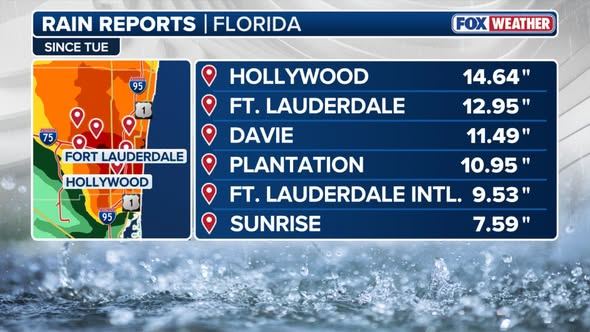 RAIN REPORTS | FLORIDA
FOX WEATHER
SINCE TUE
95
1
75
FORT LAUDERDALE
HOLLYWOOD
95
1
HOLLYWOOD 14.64"
FT. LAUDERDALE 12.95"
DAVIE 11.49"
PLANTATION 10.95"
FT. LAUDERDALE INTL. 9.53"
SUNRISE 7.59"